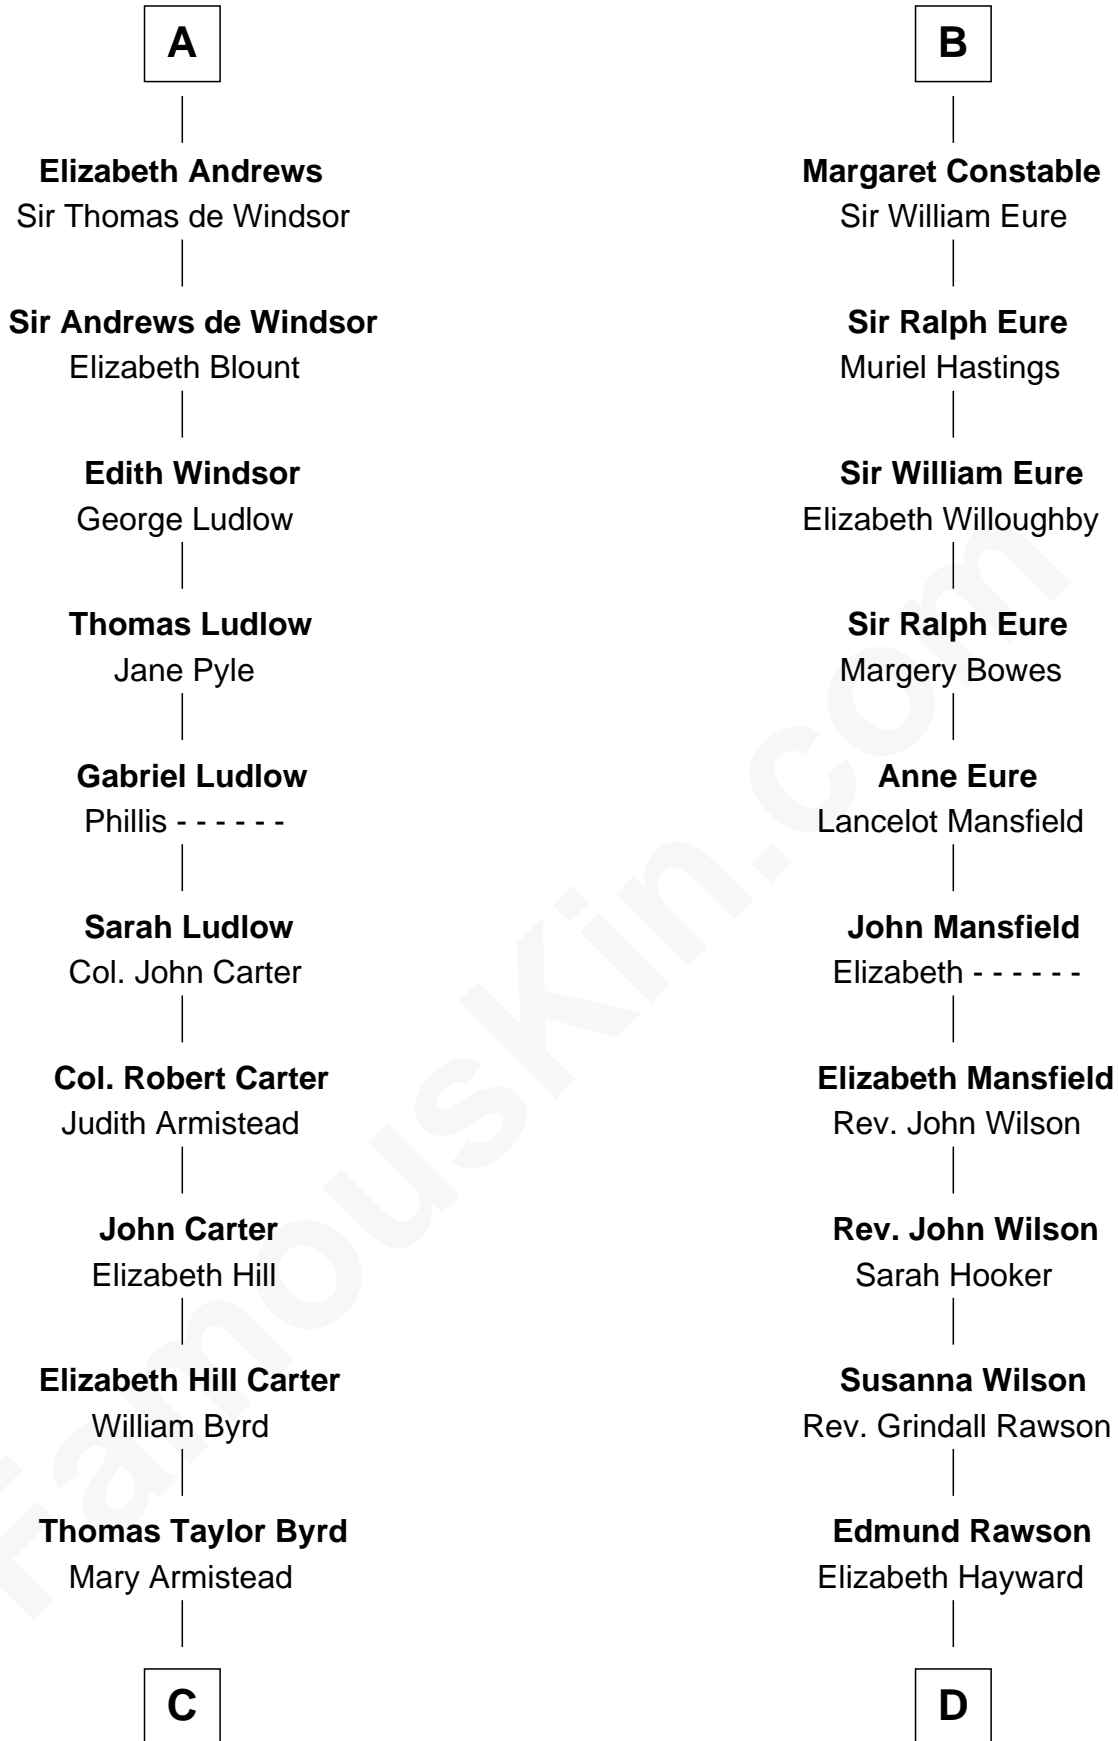 A
Elizabeth Andrews
Sir Thomas de Windsor
Sir Andrews de Windsor
Elizabeth Blount
Edith Windsor
George Ludlow
Thomas Ludlow
Jane Pyle
Gabriel Ludlow
Phillis - - - - - -
Sarah Ludlow
Col. John Carter
Col. Robert Carter
Judith Armistead
John Carter
Elizabeth Hill
Elizabeth Hill Carter
William Byrd
Thomas Taylor Byrd
Mary Armistead
C
B
Margaret Constable
Sir William Eure
Sir Ralph Eure
Muriel Hastings
Sir William Eure
Elizabeth Willoughby
Sir Ralph Eure
Margery Bowes
Anne Eure
Lancelot Mansfield
John Mansfield
Elizabeth - - - - - -
Elizabeth Mansfield
Rev. John Wilson
Rev. John Wilson
Sarah Hooker
Susanna Wilson
Rev. Grindall Rawson
Edmund Rawson
Elizabeth Hayward
D
FamousKin.com